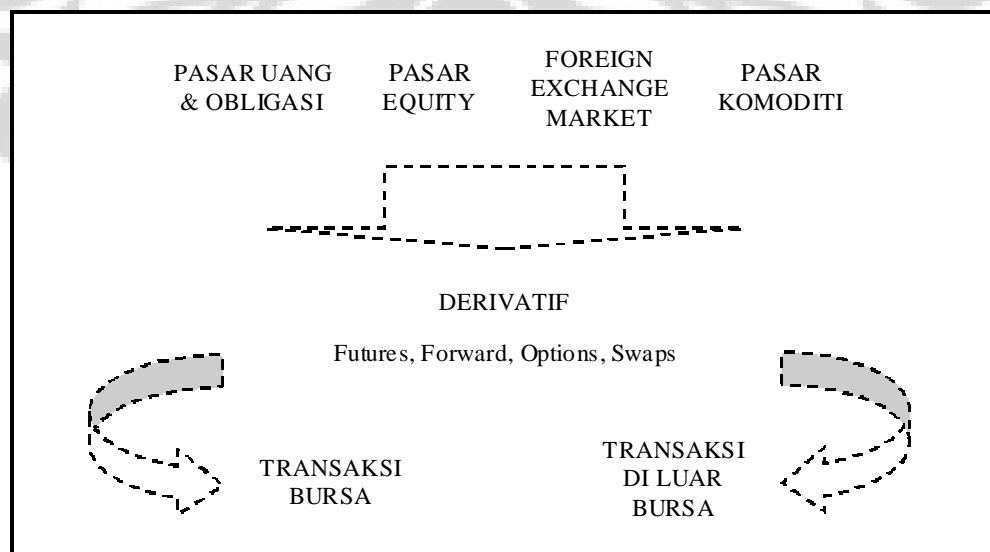 PASAR UANG
& OBLIGASI
PASAR
EQUITY
FOREIGN
EXCHANGE
MARKET
PASAR
KOMODITI
DERIVATIF
Futures, Forward, Options, Swaps
TRANSAKSI
BURSA
TRANSAKSI
DI LUAR
BURSA